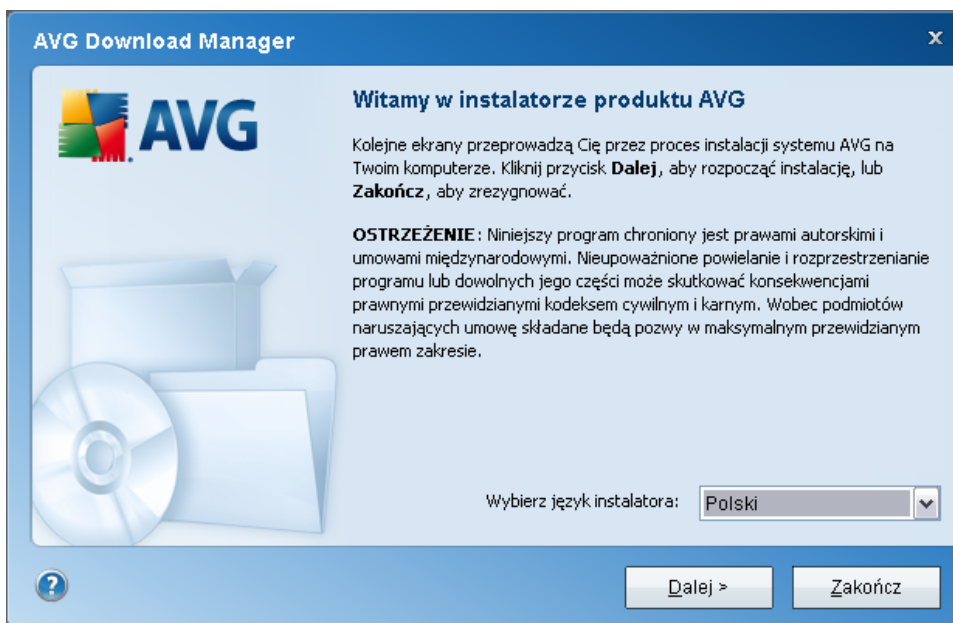 AVG Download Manager
x
AVG
Witamy w instalatorze produktu AVG
Kolejne ekrany przeprowadzą Cię przez proces instalacji systemu AVG na
Twoim komputerze. Kliknij przycisk Dalej, aby rozpocząć instalację, lub
Zakończ, aby zrezygnować.
OSTRZEŻENIE: Niniejszy program chroniony jest prawami autorskimi i
umowami międzynarodowymi. Nieupoważnione powielanie i rozprzestrzenianie
programu lub dowolnych jego części może skutkować konsekwencjami
prawnymi przewidzianymi kodeksem cywilnym i karnym. Wobec podmiotów
naruszających umowę składane będą pozwy w maksymalnym przewidzianym
prawem zakresie.
Wybierz język instalatora: Polski
?
Dalej > Zakończ